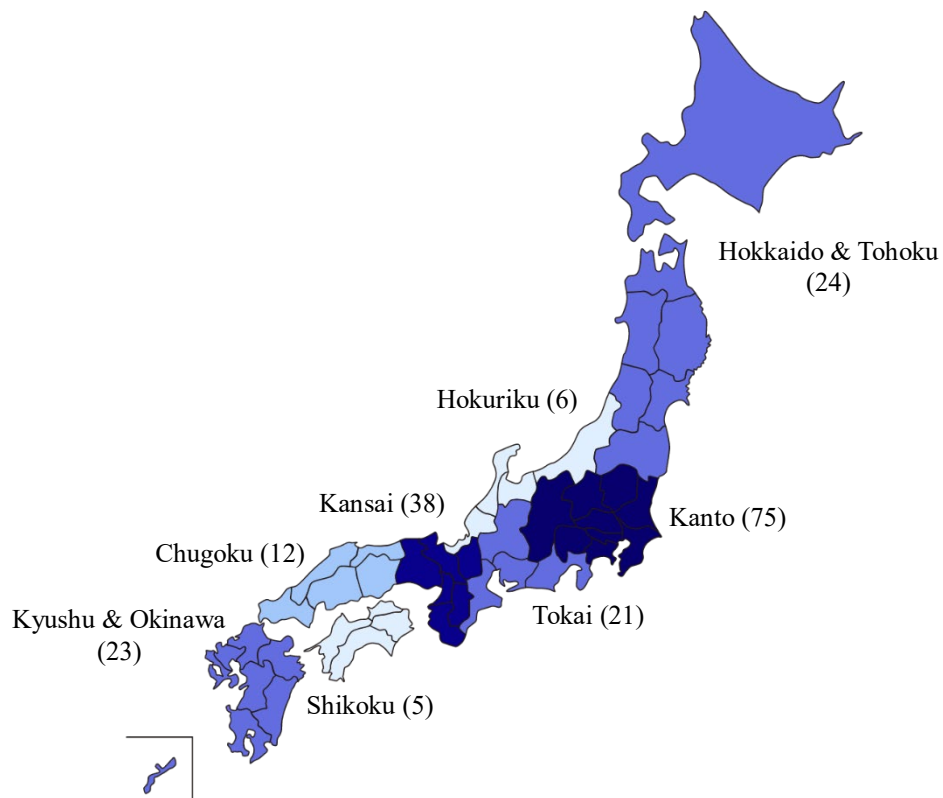 Hokkaido & Tohoku
(24)
Hokuriku (6)
Kansai (38)
Kanto (75)
Chugoku (12)
Tokai (21)
Kyushu & Okinawa
(23)
Shikoku (5)